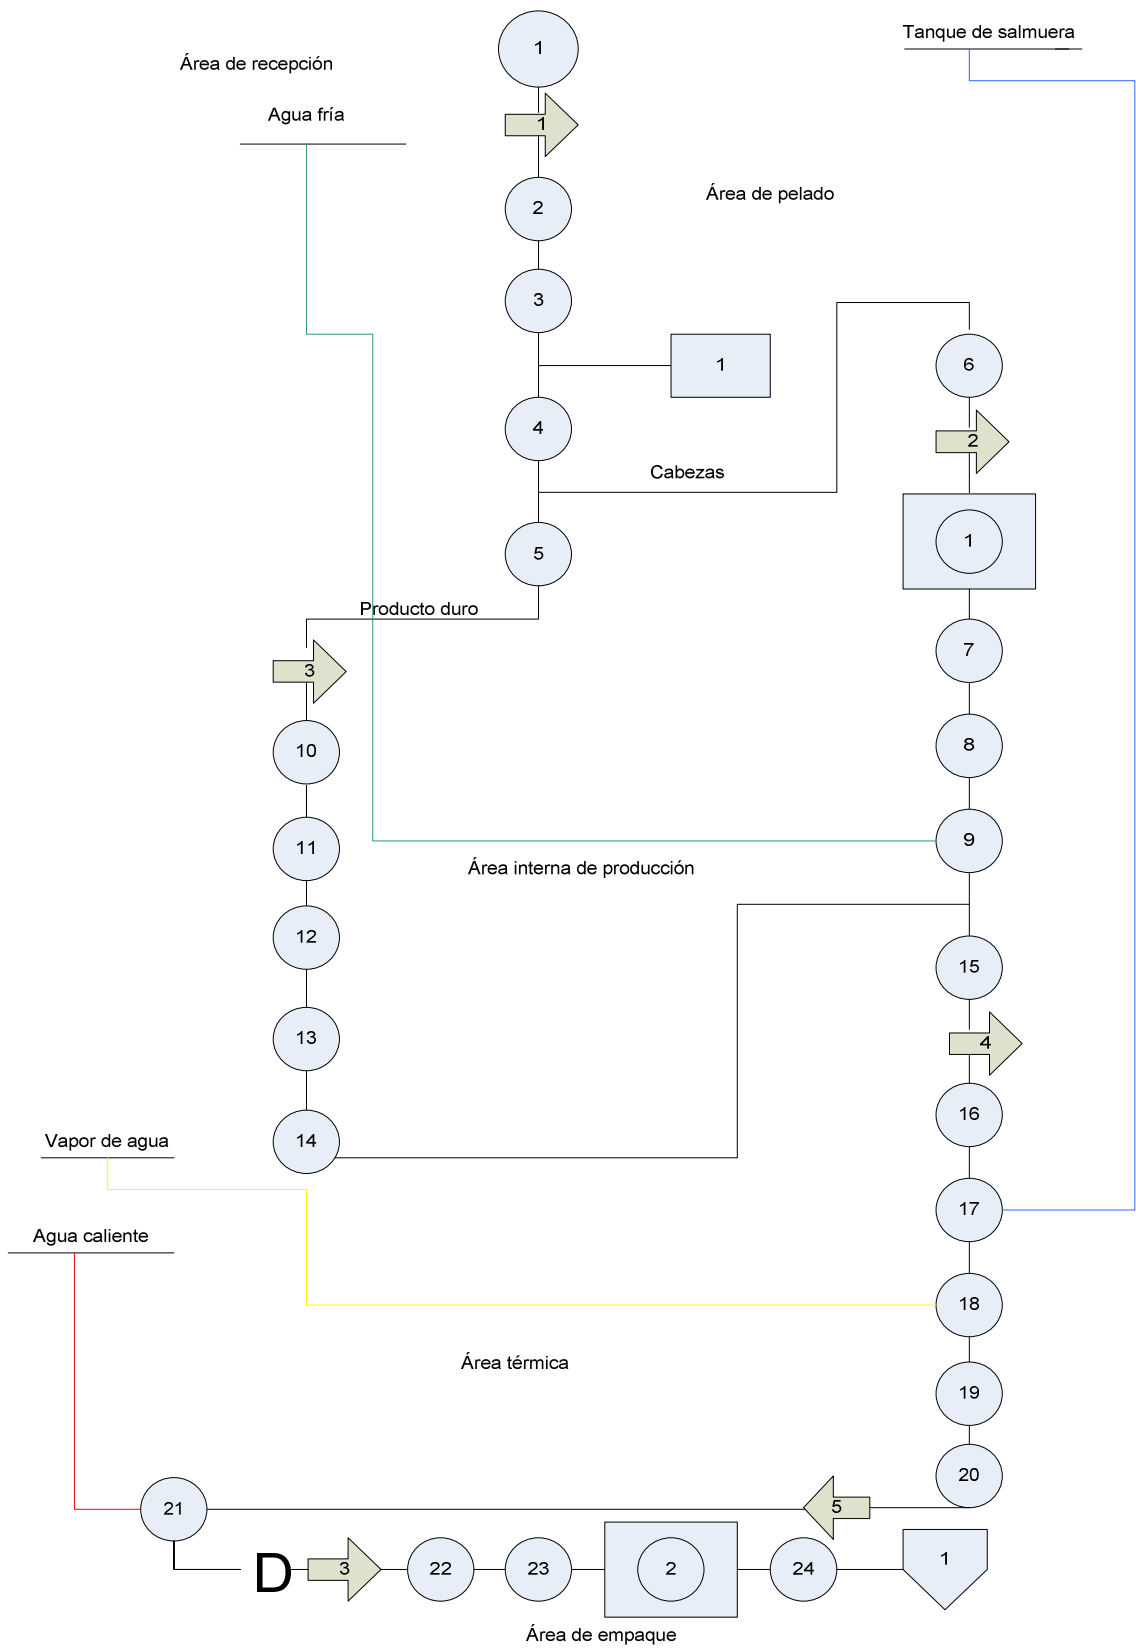 1
Tanque de salmuera
Área de recepción
Agua fría
1
Área de pelado
2
3
1
6
4
2
Cabezas
1
5
Producto duro
7
3
8
10
9
11
Área interna de producción
12
15
13
4
16
14
Vapor de agua
17
Agua caliente
18
Área térmica
19
20
21
5
D
3
22
23
2
24
1
Área de empaque